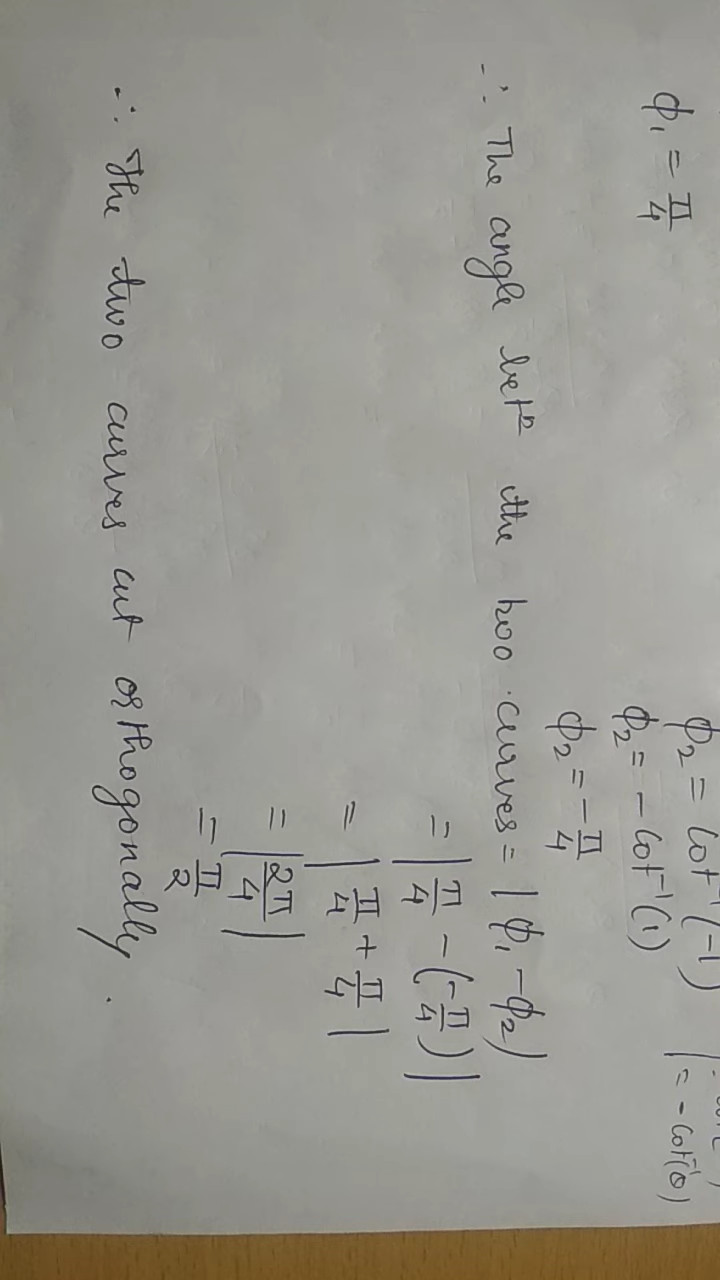 ϕ₁ = π/4
ϕ₂ = Cot⁻¹(-1)
= -Cot⁻¹(θ)
ϕ₂ = -Cot⁻¹(1)
ϕ₂ = -π/4
∴ The angle betⁿ the two curves = |ϕ₁ - ϕ₂|
= |π/4 - (-π/4)|
= |π/4 + π/4|
= |2π/4|
= π/2
∴ The two curves cut orthogonally.